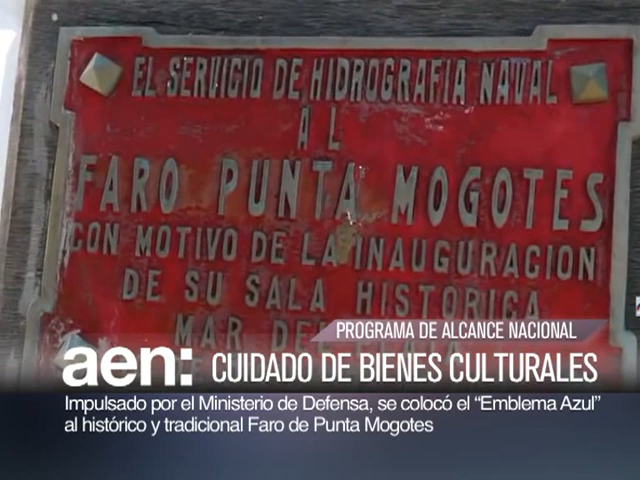 EL SERVICIO DE HIDROGRAFIA NAVAL
AL
FARO PUNTA MOGOTES
CON MOTIVO DE LA INAUGURACION
DE SU SALA HISTORICA
MAR DEL
PROGRAMA DE ALCANCE NACIONAL
aen: CUIDADO DE BIENES CULTURALES
Impulsado por el Ministerio de Defensa, se colocó el “Emblema Azul”
al histórico y tradicional Faro de Punta Mogotes